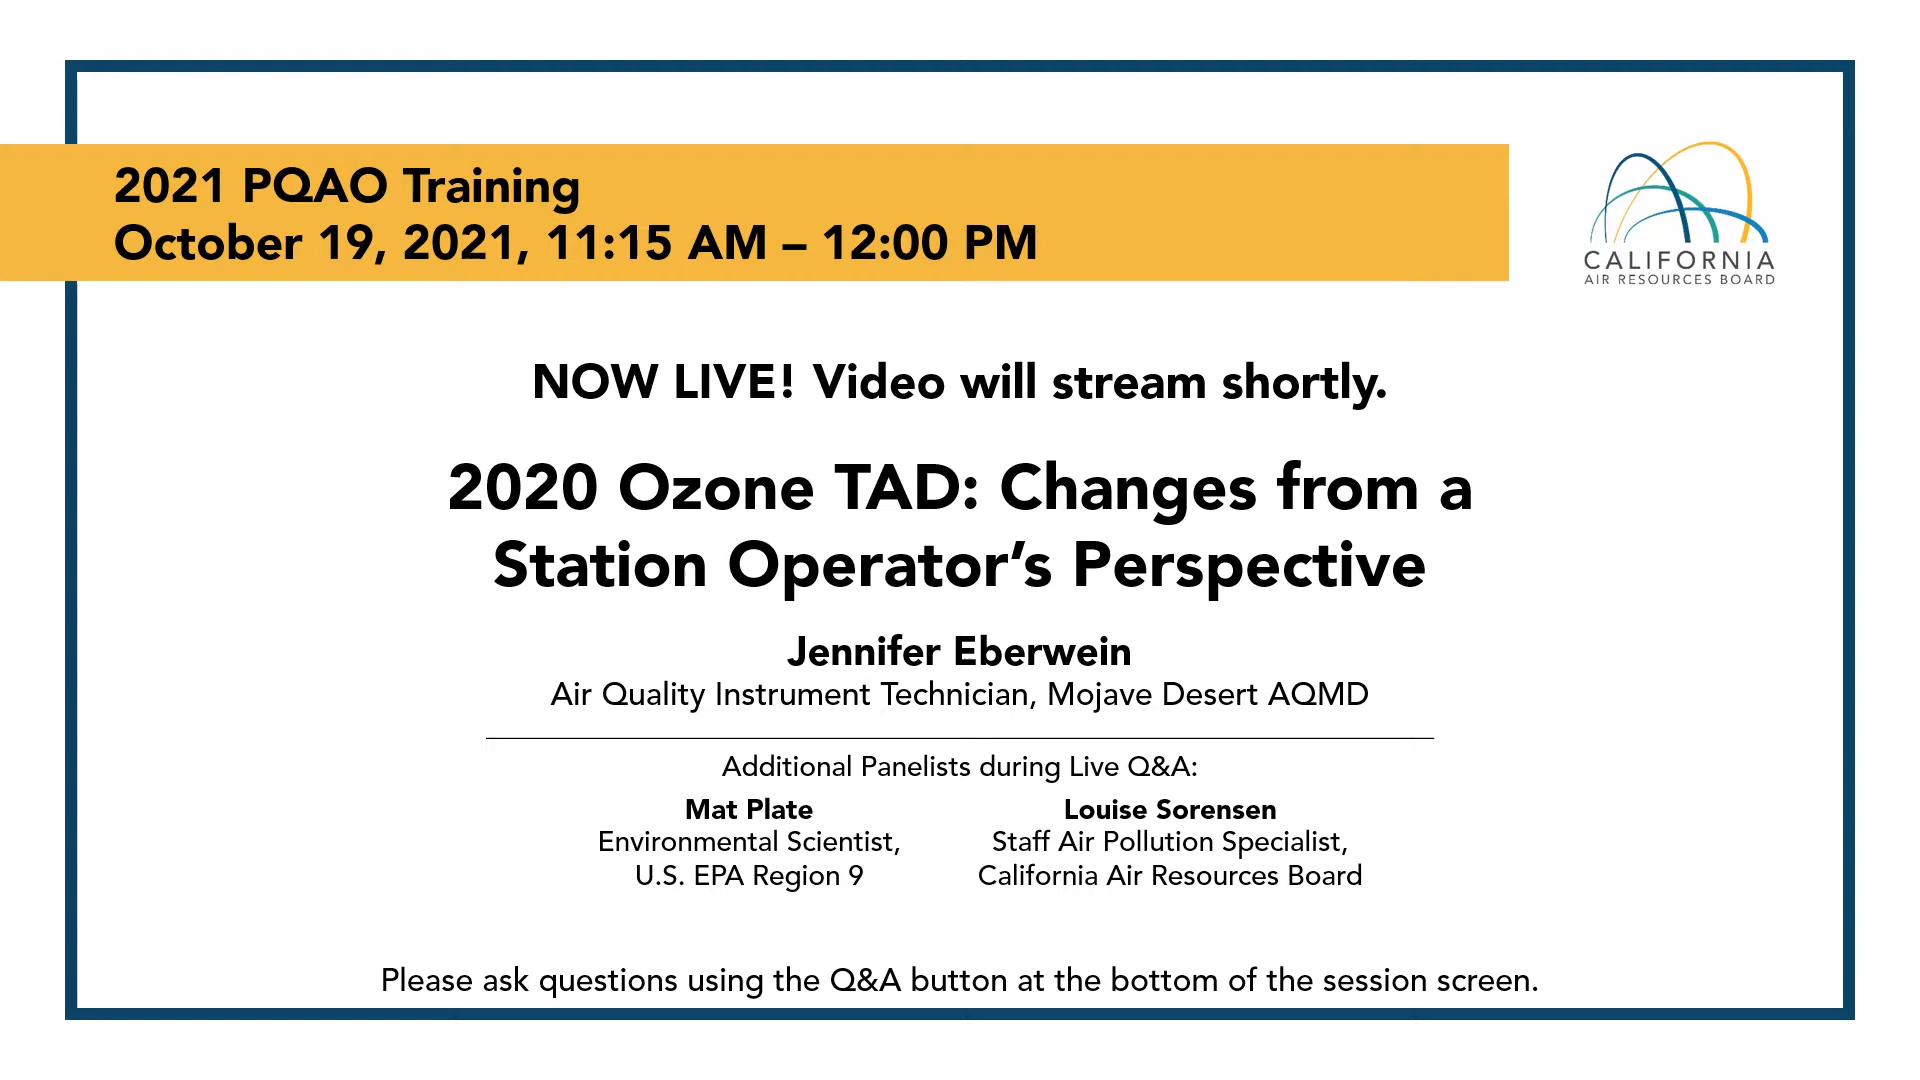 2021 PQAO Training
October 19, 2021, 11:15 AM – 12:00 PM
CALIFORNIA
AIR RESOURCES BOARD
NOW LIVE! Video will stream shortly.
2020 Ozone TAD: Changes from a
Station Operator’s Perspective
Jennifer Eberwein
Air Quality Instrument Technician, Mojave Desert AQMD
Additional Panelists during Live Q&A:
Mat Plate
Environmental Scientist,
U.S. EPA Region 9
Louise Sorensen
Staff Air Pollution Specialist,
California Air Resources Board
Please ask questions using the Q&A button at the bottom of the session screen.